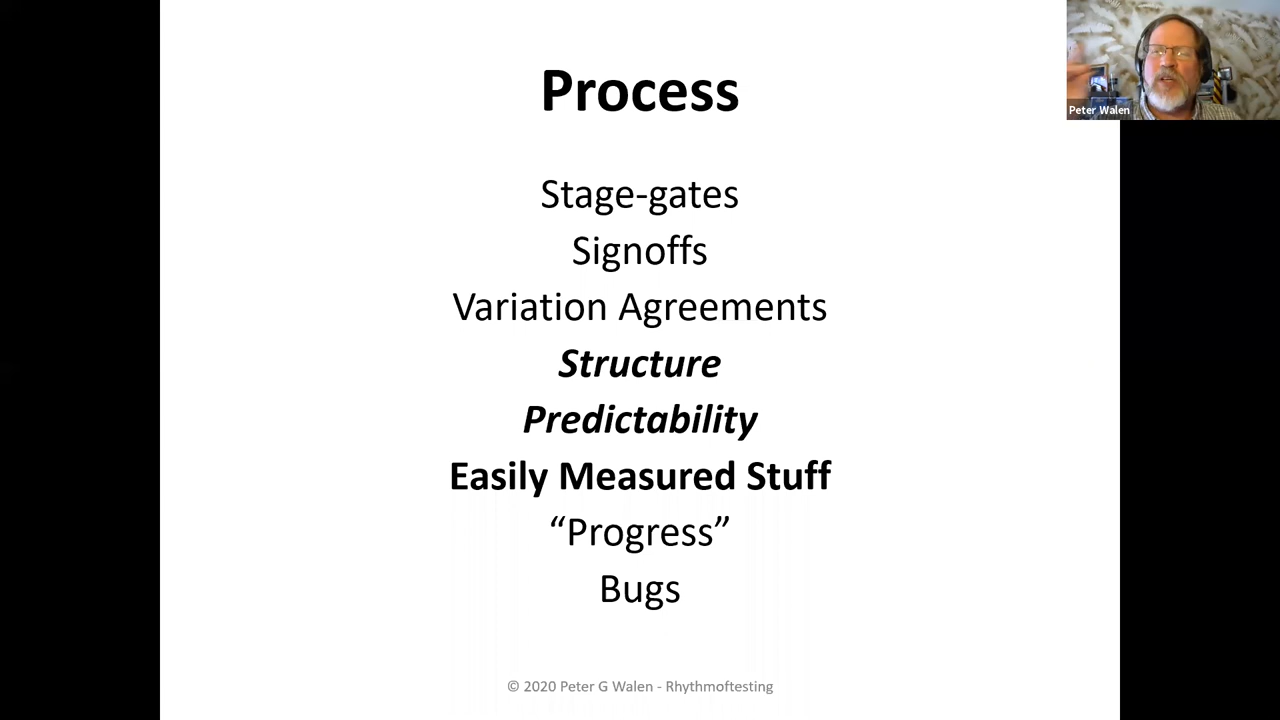 Process
Peter Walen
Stage-gates
Signoffs
Variation Agreements
Structure
Predictability
Easily Measured Stuff
“Progress”
Bugs
© 2020 Peter G Walen - Rhythmoftesting